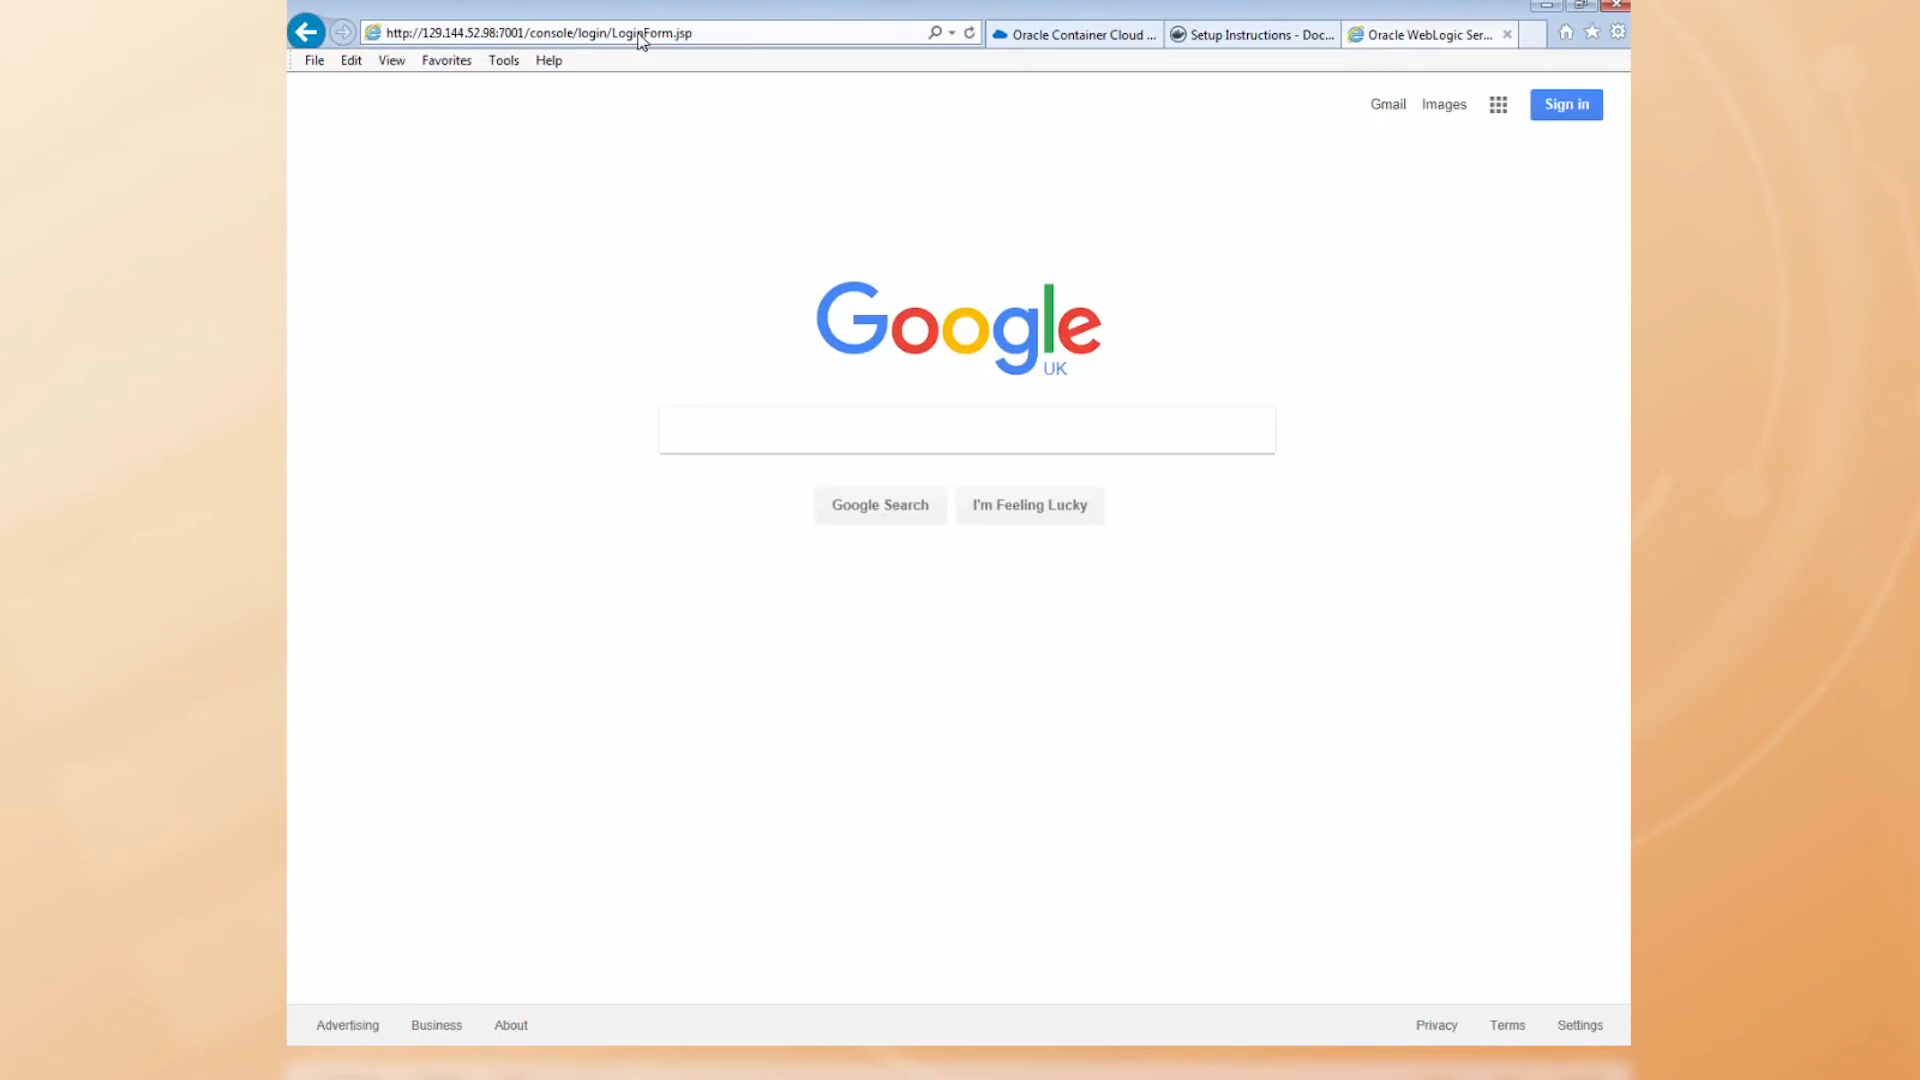 http://129.144.52.98:7001/console/login/LoginForm.jsp
Oracle Container Cloud ...
Setup Instructions - Doc...
Oracle WebLogic Ser...
File Edit View Favorites Tools Help
Gmail Images Sign in
Google
UK
Google Search I'm Feeling Lucky
Advertising Business About Privacy Terms Settings